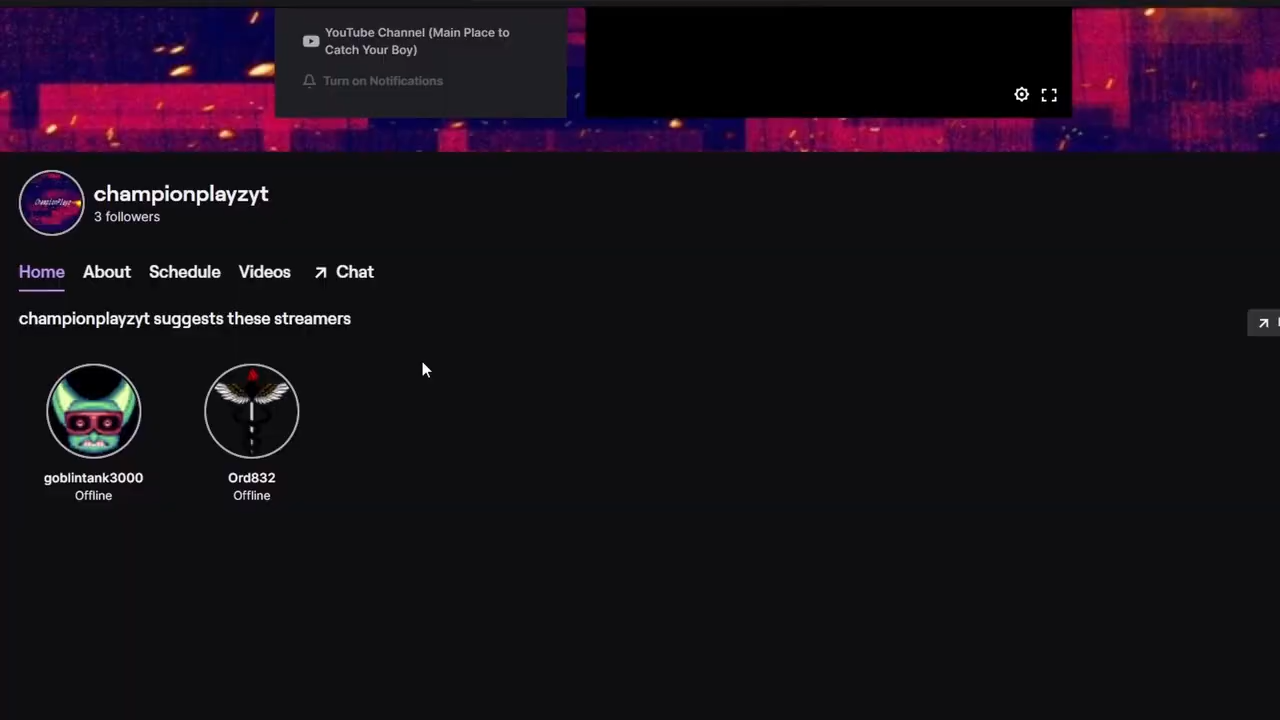 YouTube Channel (Main Place to
Catch Your Boy)
Turn on Notifications
championplayzyt
3 followers
Home About Schedule Videos Chat
championplayzyt suggests these streamers
goblintank3000
Offline
Ord832
Offline